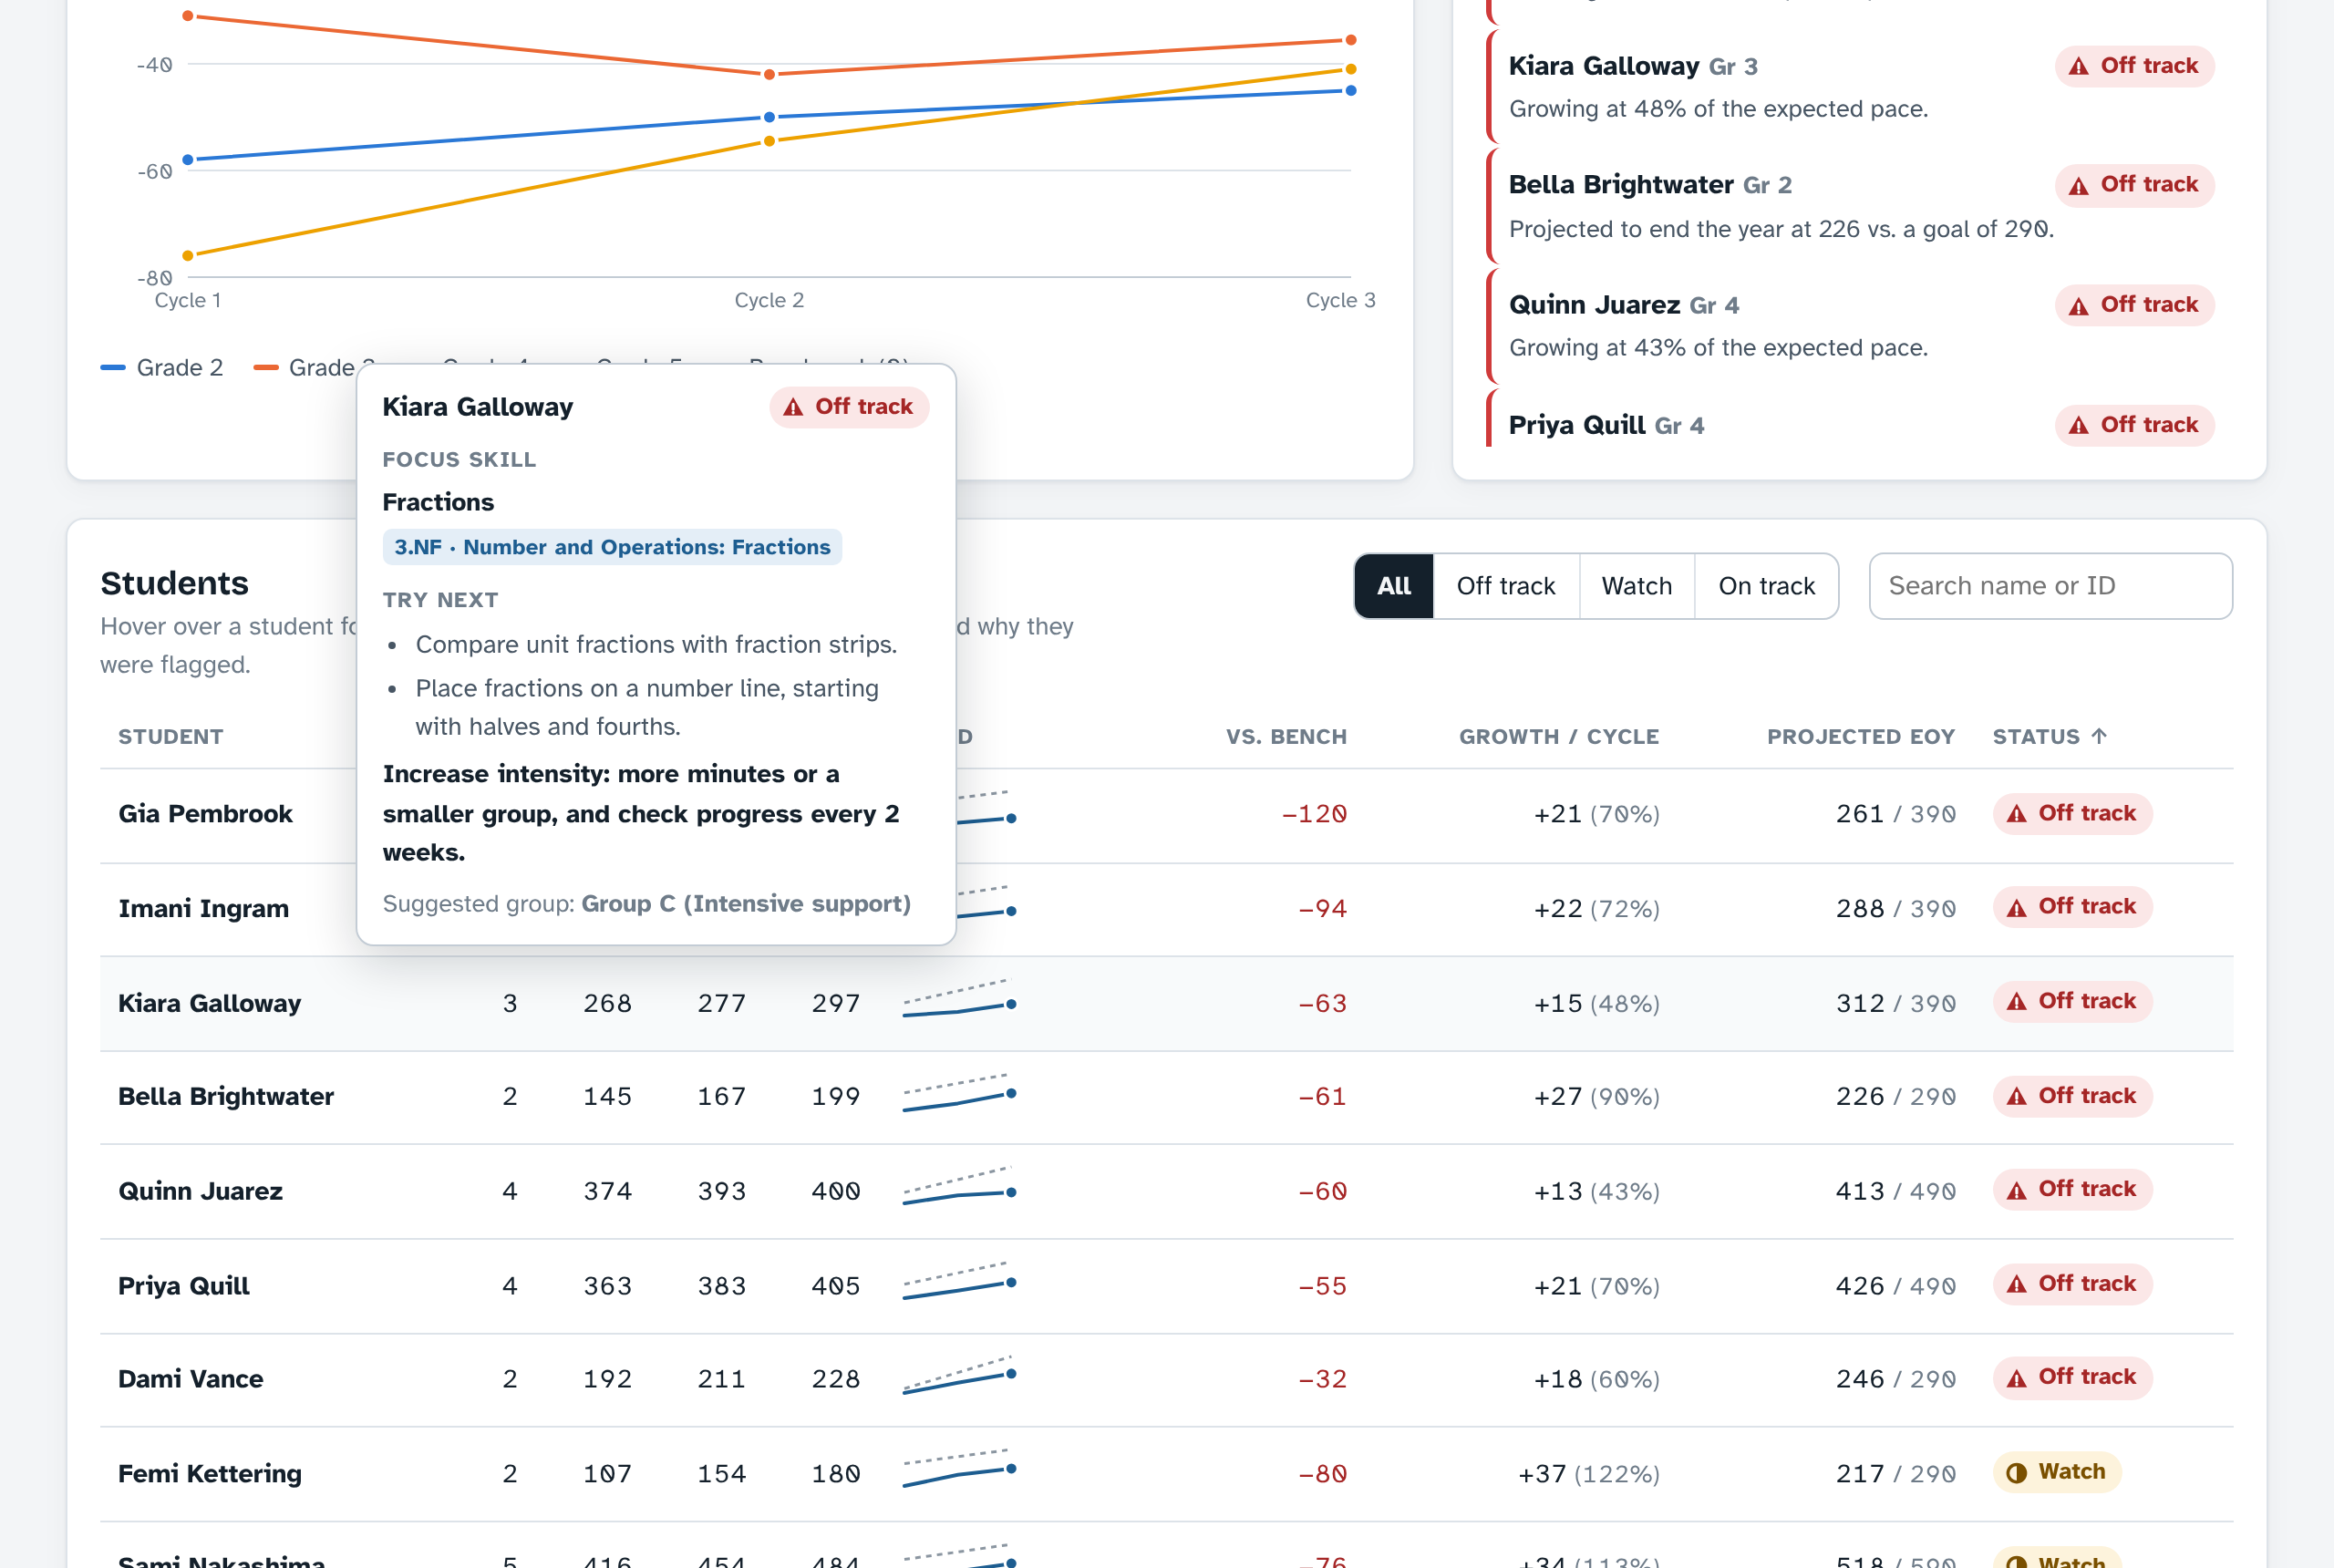 -40
-60
-80
Cycle 1
Cycle 2
Cycle 3
Grade 2
Grade
Kiara Galloway Gr 3
Off track
Growing at 48% of the expected pace.
Bella Brightwater Gr 2
Off track
Projected to end the year at 226 vs. a goal of 290.
Quinn Juarez Gr 4
Off track
Growing at 43% of the expected pace.
Priya Quill Gr 4
Off track
Kiara Galloway
Off track
FOCUS SKILL
Fractions
3.NF · Number and Operations: Fractions
TRY NEXT
• Compare unit fractions with fraction strips.
• Place fractions on a number line, starting
with halves and fourths.
Increase intensity: more minutes or a
smaller group, and check progress every 2
weeks.
Suggested group: Group C (Intensive support)
Students
Hover over a student
why they
were flagged.
All
Off track
Watch
On track
Search name or ID
STUDENT VS. BENCH GROWTH / CYCLE PROJECTED EOY STATUS ↑
Gia Pembrook −120 +21 (70%) 261 / 390 Off track
Imani Ingram −94 +22 (72%) 288 / 390 Off track
Kiara Galloway 3 268 277 297 −63 +15 (48%) 312 / 390 Off track
Bella Brightwater 2 145 167 199 −61 +27 (90%) 226 / 290 Off track
Quinn Juarez 4 374 393 400 −60 +13 (43%) 413 / 490 Off track
Priya Quill 4 363 383 405 −55 +21 (70%) 426 / 490 Off track
Dami Vance 2 192 211 228 −32 +18 (60%) 246 / 290 Off track
Femi Kettering 2 107 154 180 −80 +37 (122%) 217 / 290 Watch
Sami Nakashima 5 416 454 484 −76 +34 (113%) 518 / 590 Watch